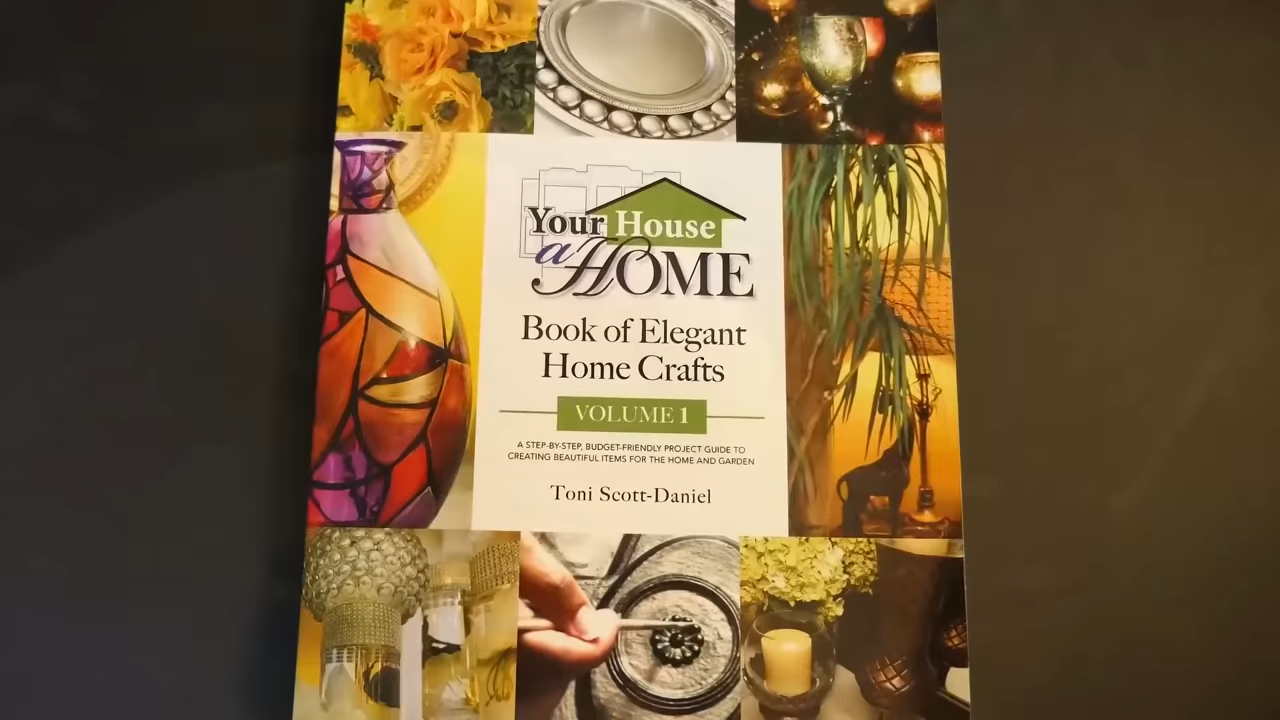 Your House
a HOME
Book of Elegant
Home Crafts
VOLUME 1
A STEP-BY-STEP, BUDGET-FRIENDLY PROJECT GUIDE TO
CREATING BEAUTIFUL ITEMS FOR THE HOME AND GARDEN
Toni Scott-Daniel